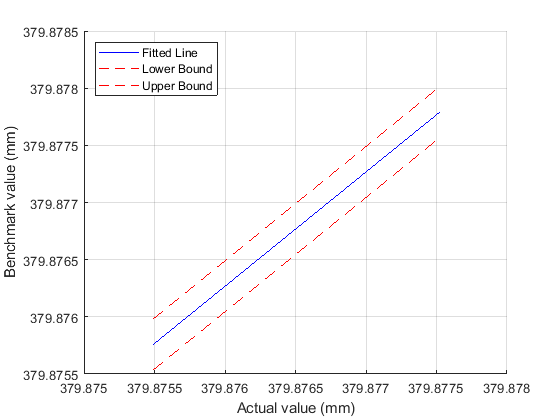 379.8785
379.878
379.8775
379.877
379.8765
379.876
379.8755
Benchmark value (mm)
Fitted Line
Lower Bound
Upper Bound
379.875 379.8755 379.876 379.8765 379.877 379.8775 379.878
Actual value (mm)